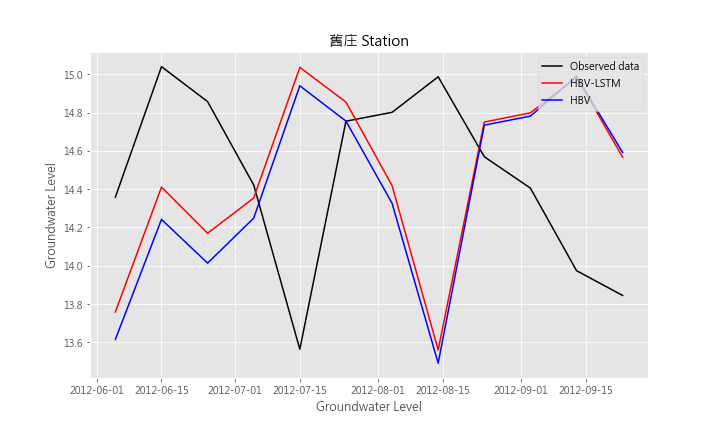 舊庄 Station
Observed data
HBV-LSTM
HBV
Groundwater Level
15.0
14.8
14.6
14.4
14.2
14.0
13.8
13.6
2012-06-01 2012-06-15 2012-07-01 2012-07-15 2012-08-01 2012-08-15 2012-09-01 2012-09-15
Groundwater Level